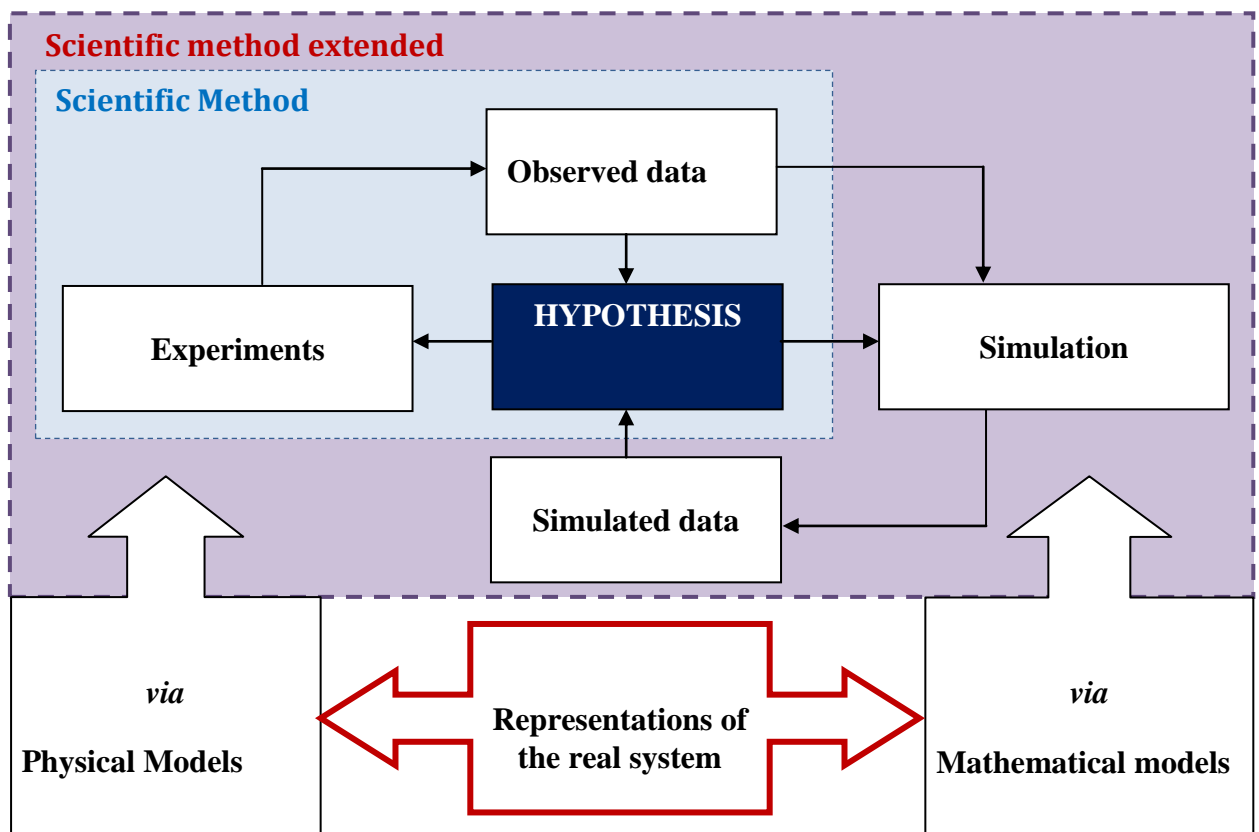 Scientific method extended
Scientific Method
Observed data
Experiments
HYPOTHESIS
Simulation
Simulated data
via
Physical Models
Representations of
the real system
via
Mathematical models